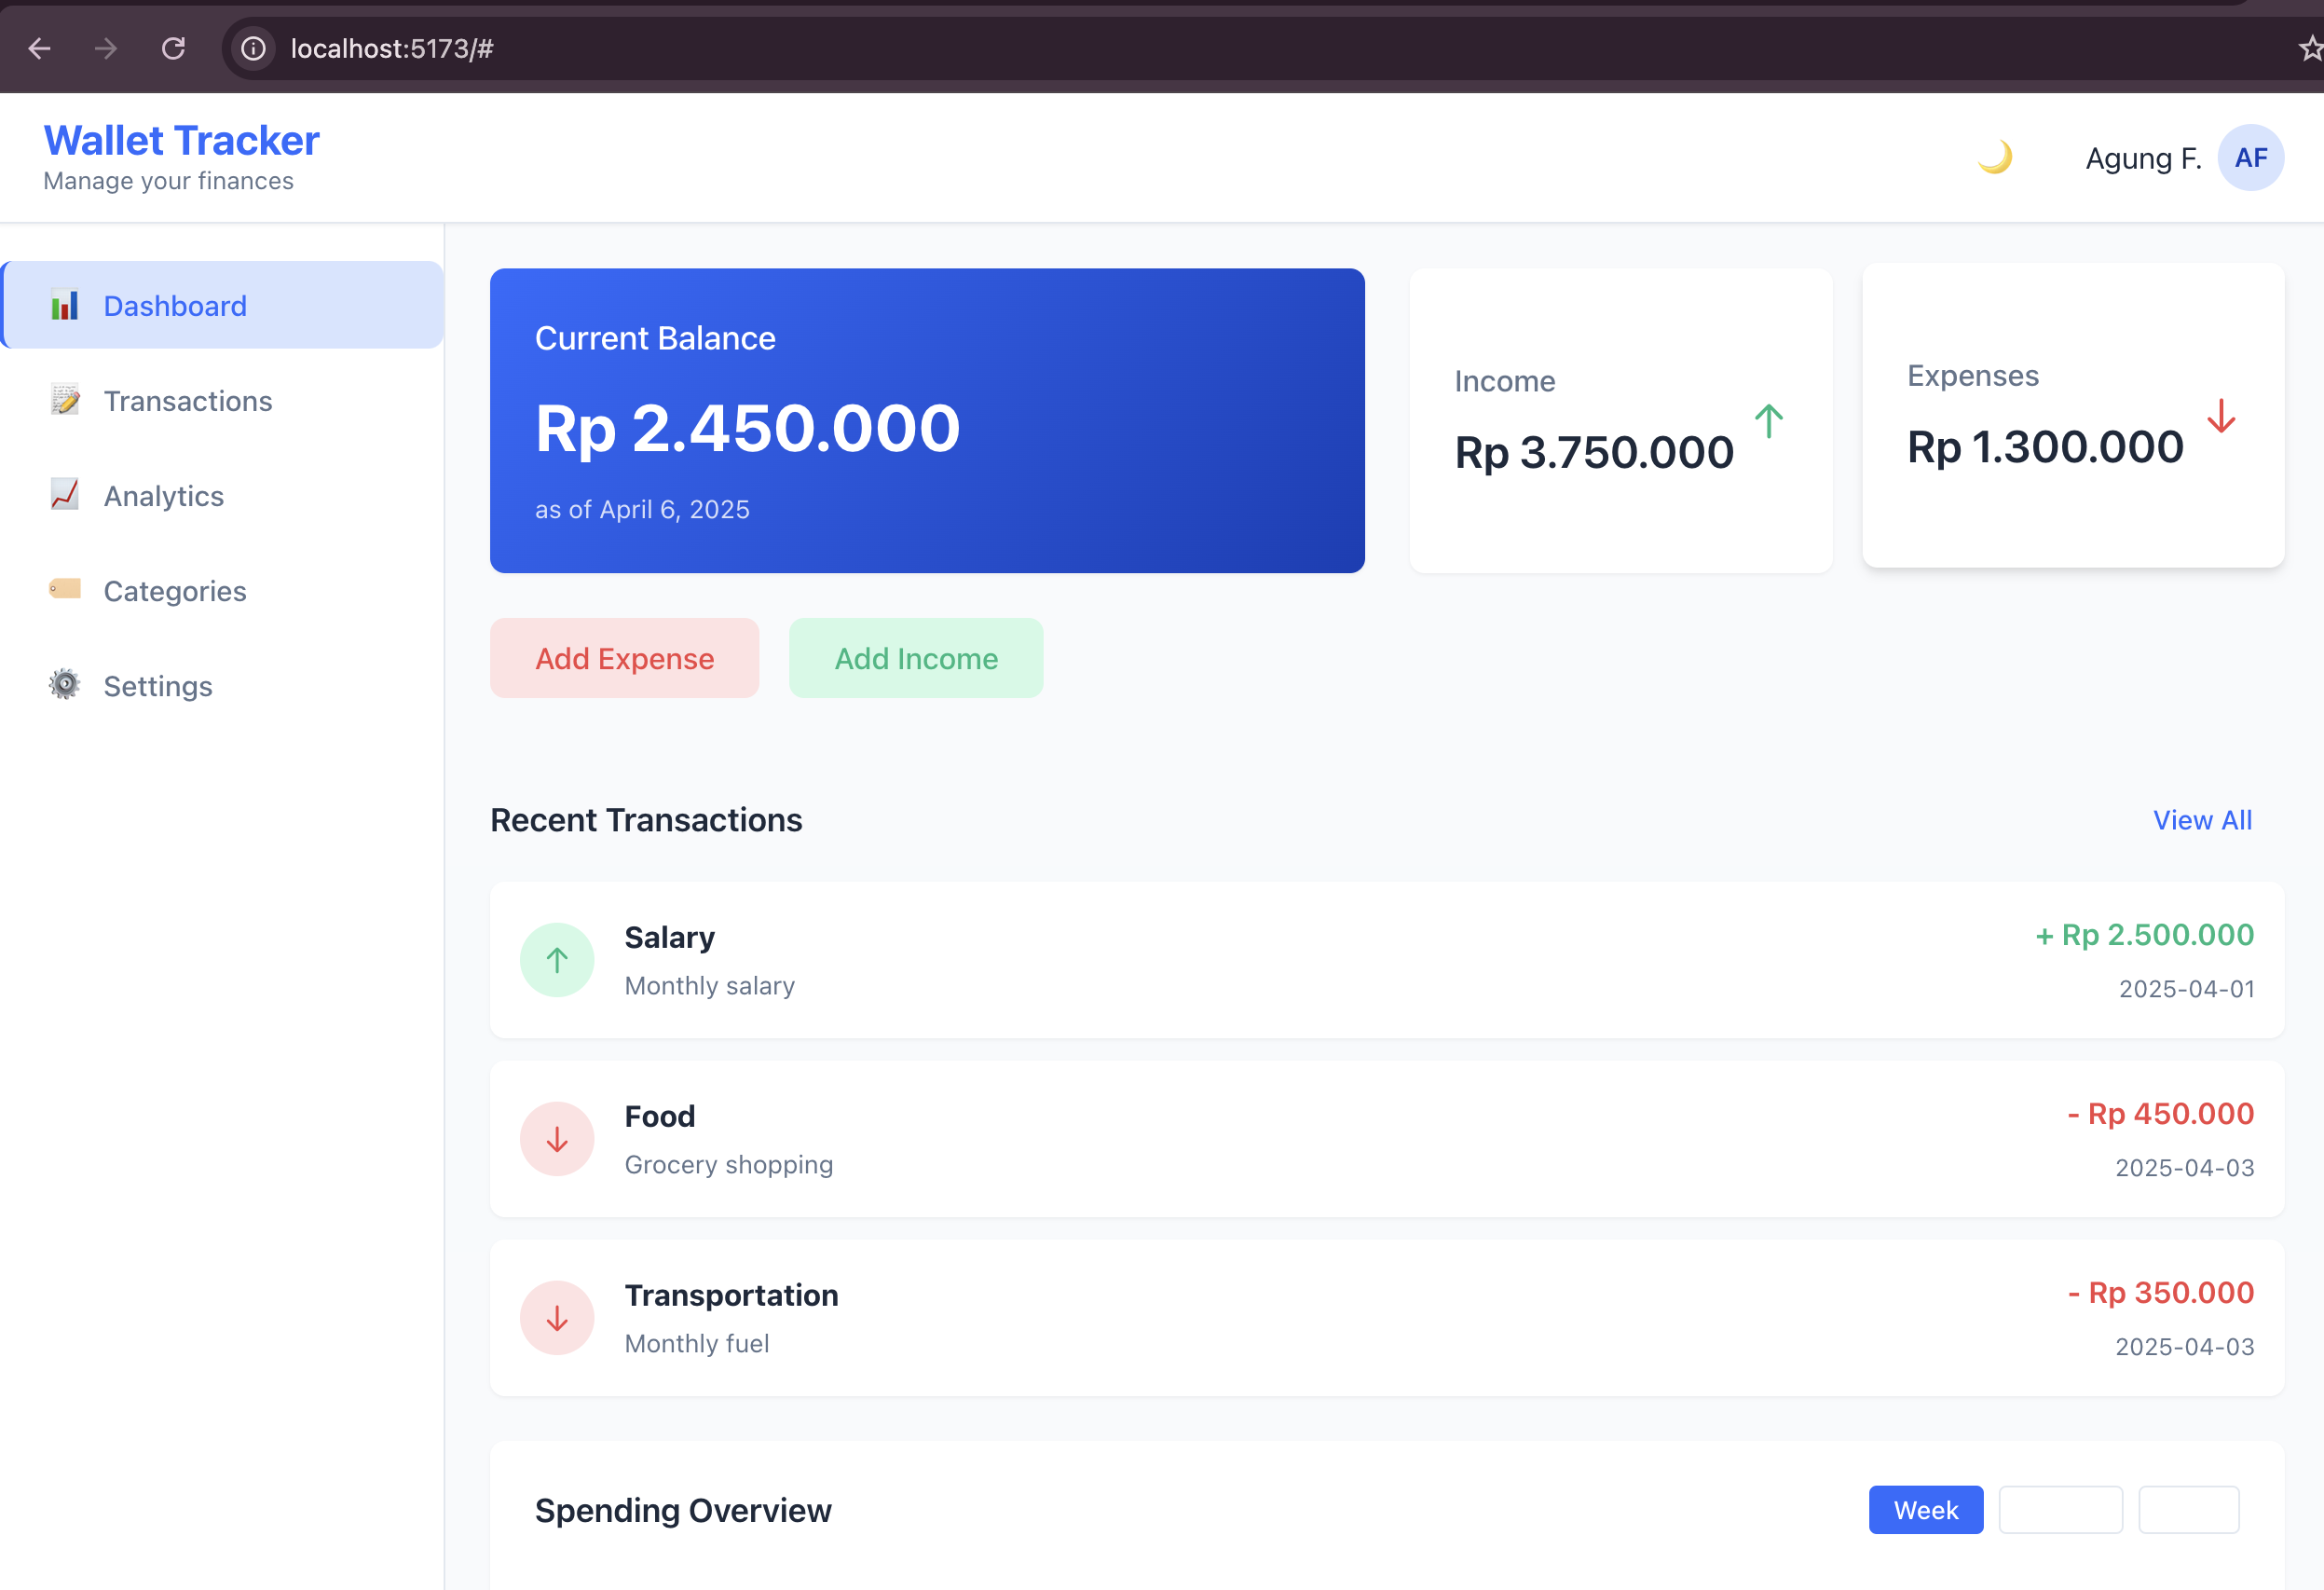 localhost:5173/#
Wallet Tracker
Manage your finances
Agung F.
AF
Dashboard
Transactions
Analytics
Categories
Settings
Current Balance
Rp 2.450.000
as of April 6, 2025
Income
Rp 3.750.000
Expenses
Rp 1.300.000
Add Expense
Add Income
Recent Transactions
View All
Salary
Monthly salary
+ Rp 2.500.000
2025-04-01
Food
Grocery shopping
- Rp 450.000
2025-04-03
Transportation
Monthly fuel
- Rp 350.000
2025-04-03
Spending Overview
Week